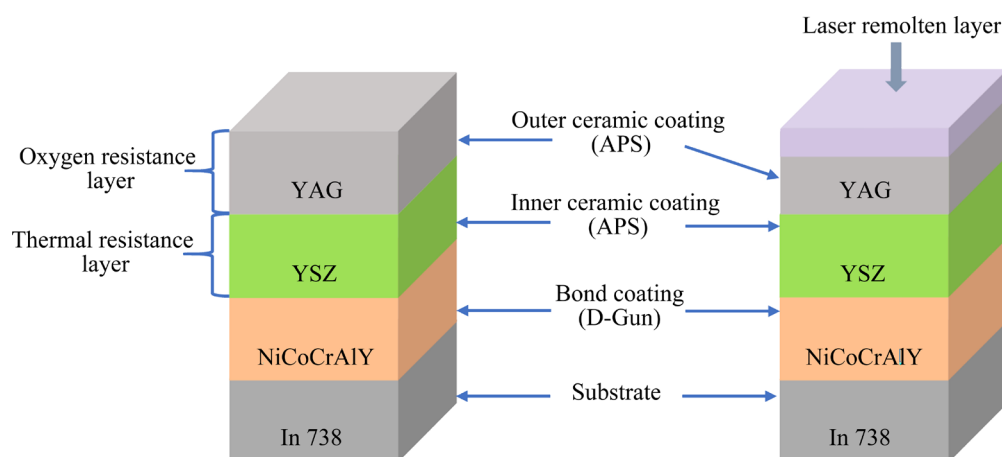 Laser remolten layer
Oxygen resistance
layer
Thermal resistance
layer
YAG
YSZ
NiCoCrAlY
In 738
Outer ceramic coating
(APS)
Inner ceramic coating
(APS)
Bond coating
(D-Gun)
Substrate
YAG
YSZ
NiCoCrAlY
In 738